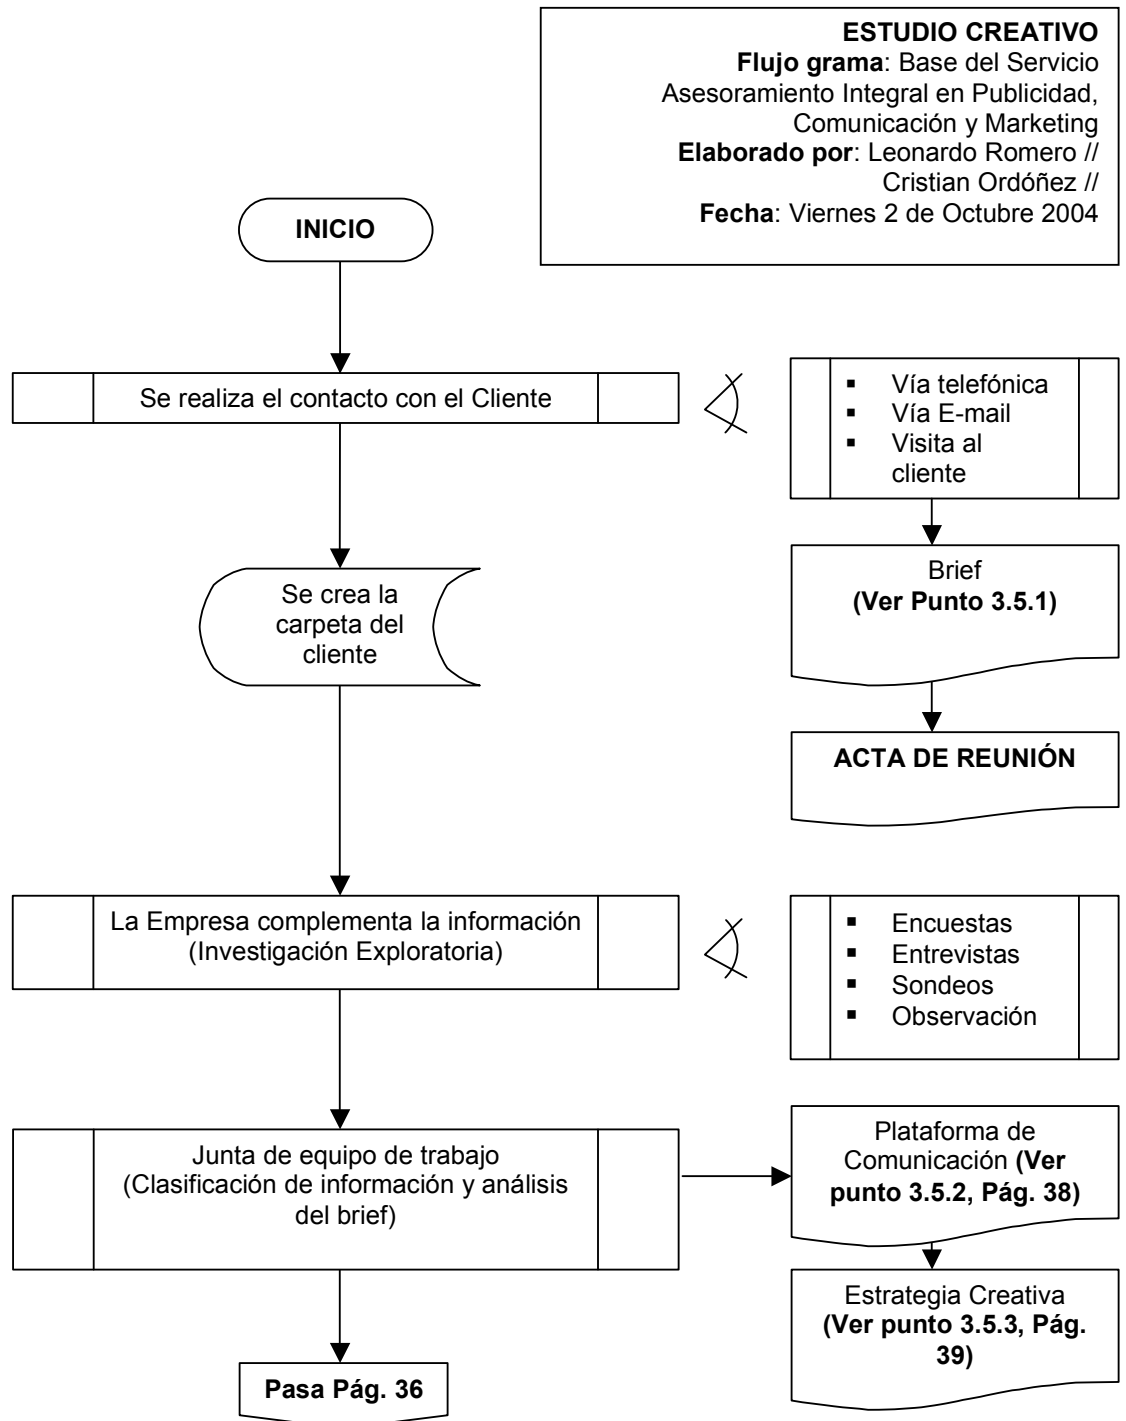 ESTUDIO CREATIVO
Flujo grama: Base del Servicio
Asesoramiento Integral en Publicidad,
Comunicación y Marketing
Elaborado por: Leonardo Romero //
Cristian Ordóñez //
Fecha: Viernes 2 de Octubre 2004
INICIO
Se realiza el contacto con el Cliente
▪ Vía telefónica
▪ Vía E-mail
▪ Visita al
cliente
Brief
(Ver Punto 3.5.1)
Se crea la
carpeta del
cliente
ACTA DE REUNIÓN
La Empresa complementa la información
(Investigación Exploratoria)
▪ Encuestas
▪ Entrevistas
▪ Sondeos
▪ Observación
Junta de equipo de trabajo
(Clasificación de información y análisis
del brief)
Plataforma de
Comunicación (Ver
punto 3.5.2, Pág. 38)
Estrategia Creativa
(Ver punto 3.5.3, Pág.
39)
Pasa Pág. 36